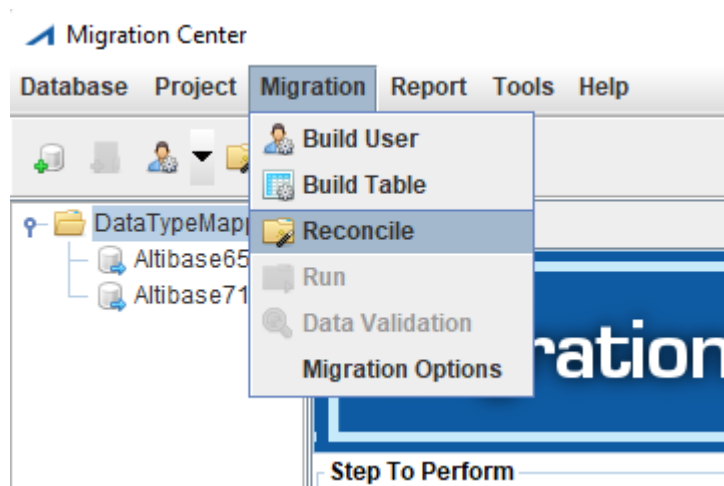 Migration Center
Database Project Migration Report Tools Help
Build User
Build Table
Reconcile
Run
Data Validation
Migration Options
DataTypeMapp
Altibase65
Altibase71
ration
Step To Perform